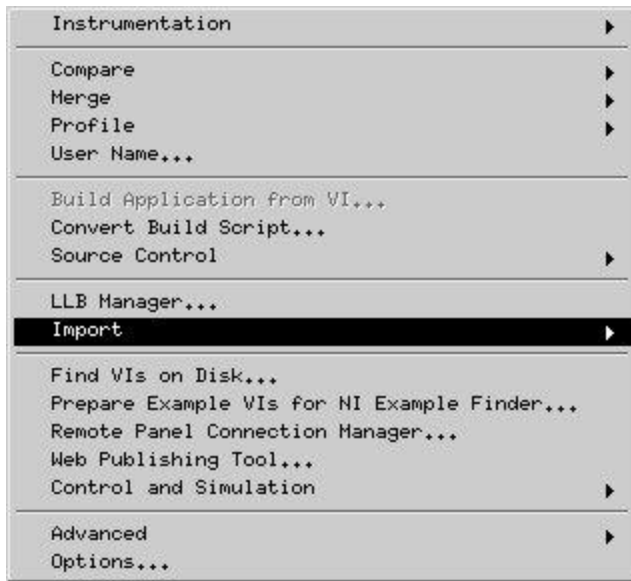 Instrumentation
Compare
Merge
Profile
User Name...
Build Application from VI...
Convert Build Script...
Source Control
LLB Manager...
Import
Find VIs on Disk...
Prepare Example VIs for NI Example Finder...
Remote Panel Connection Manager...
Web Publishing Tool...
Control and Simulation
Advanced
Options...